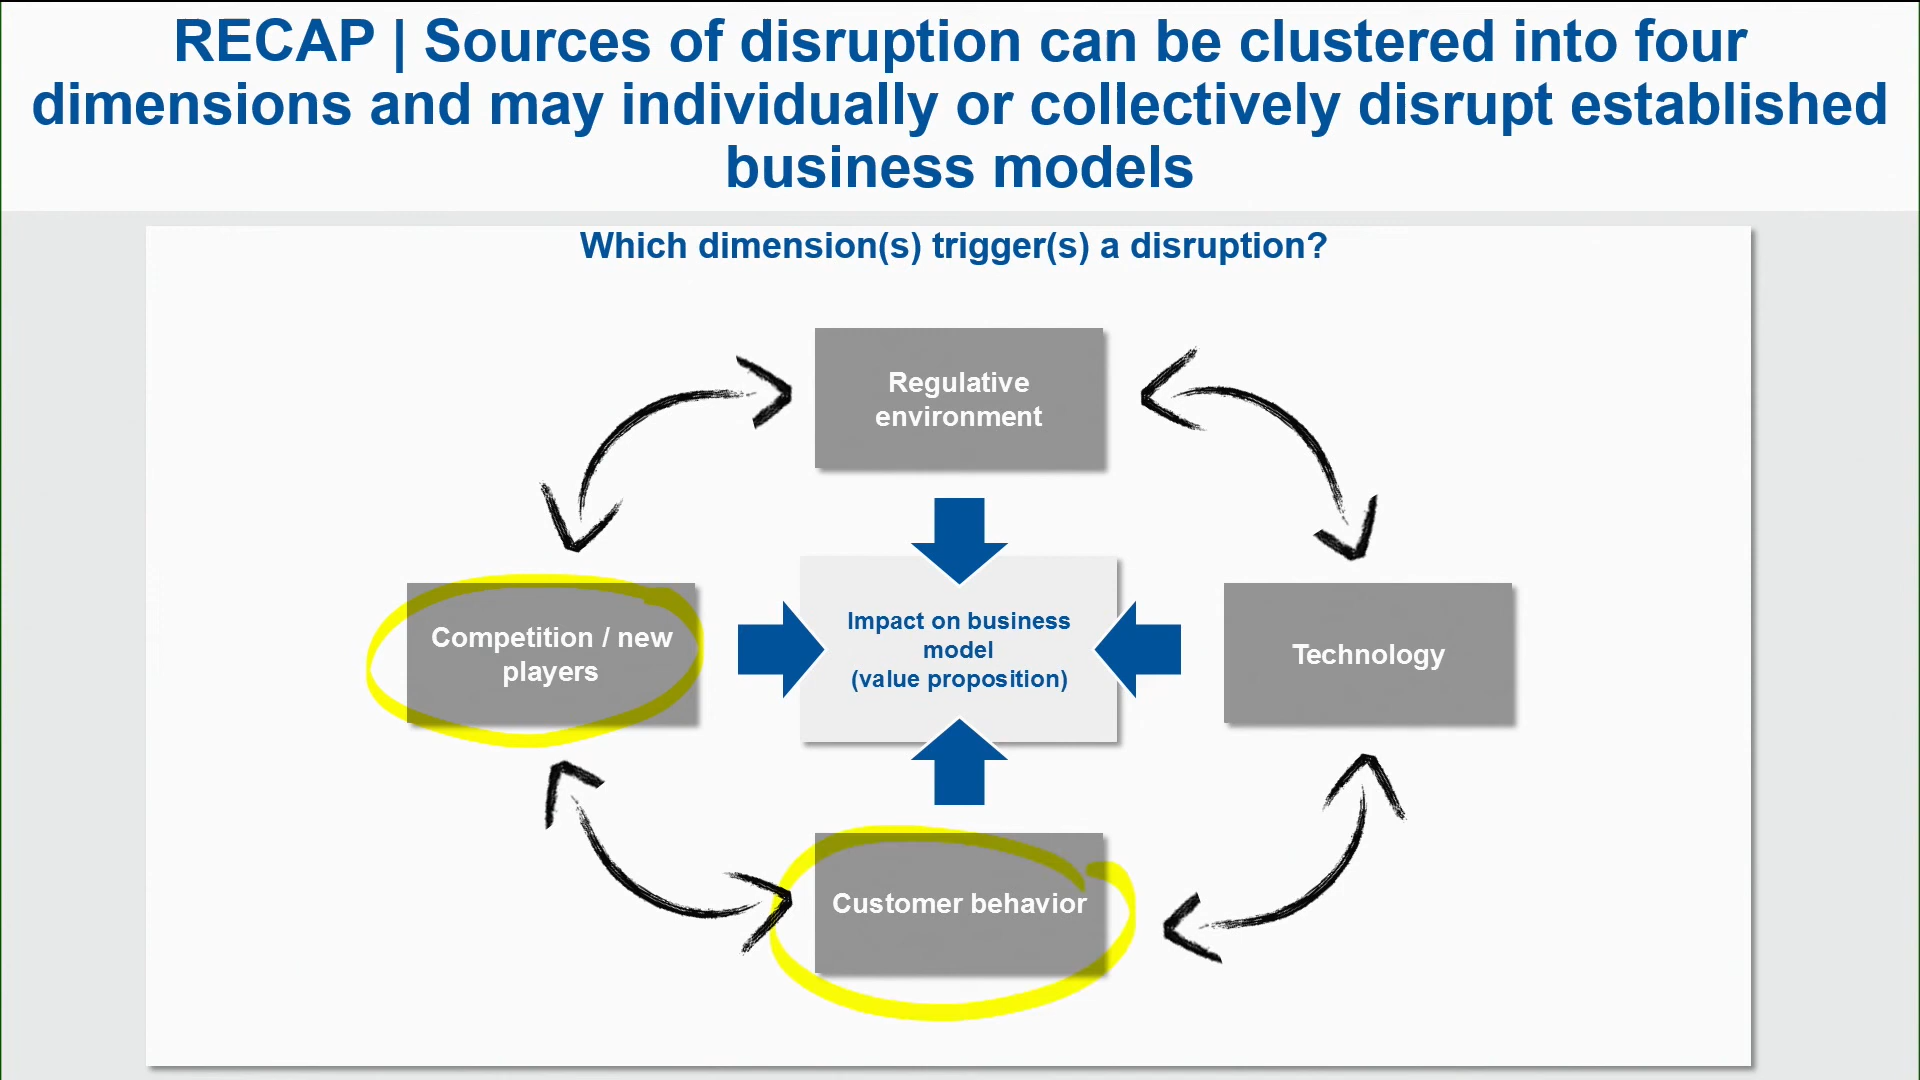 RECAP | Sources of disruption can be clustered into four
dimensions and may individually or collectively disrupt established
business models
Which dimension(s) trigger(s) a disruption?
Regulative
environment
Competition / new
players
Impact on business
model
(value proposition)
Technology
Customer behavior